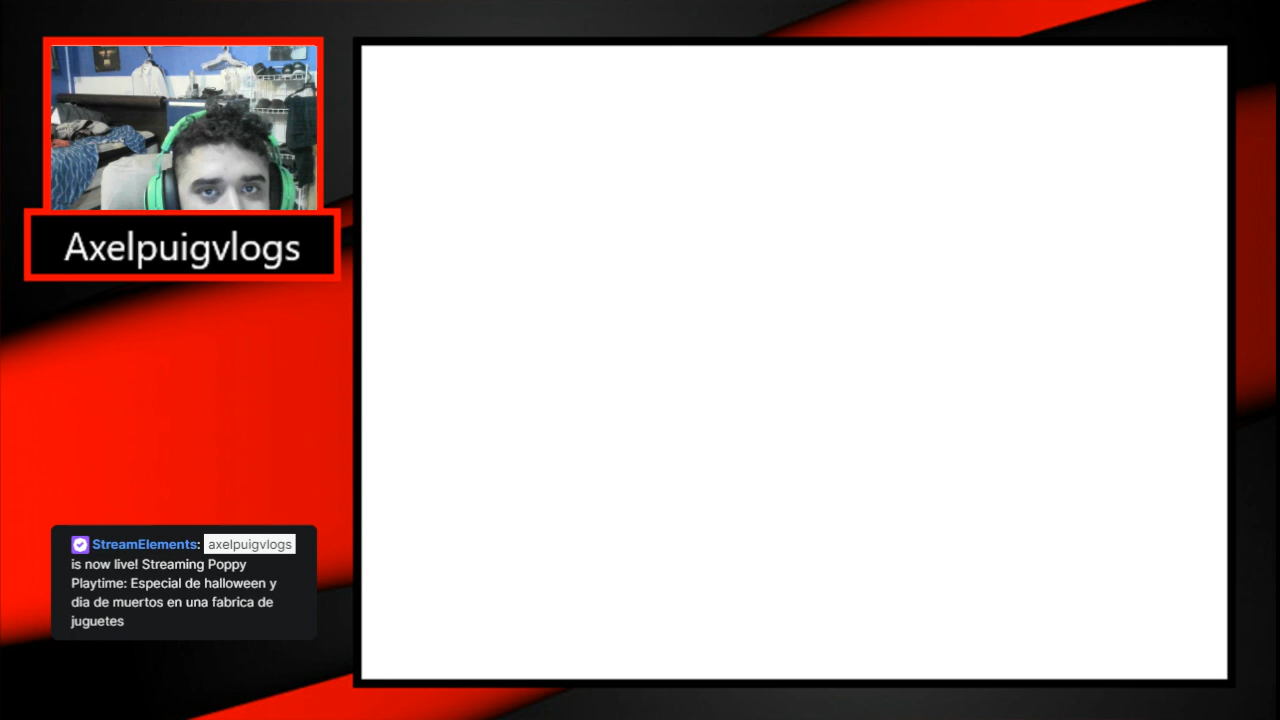 Axelpuigvlogs
StreamElements: axelpuigvlogs
is now live! Streaming Poppy
Playtime: Especial de halloween y
dia de muertos en una fabrica de
juguetes